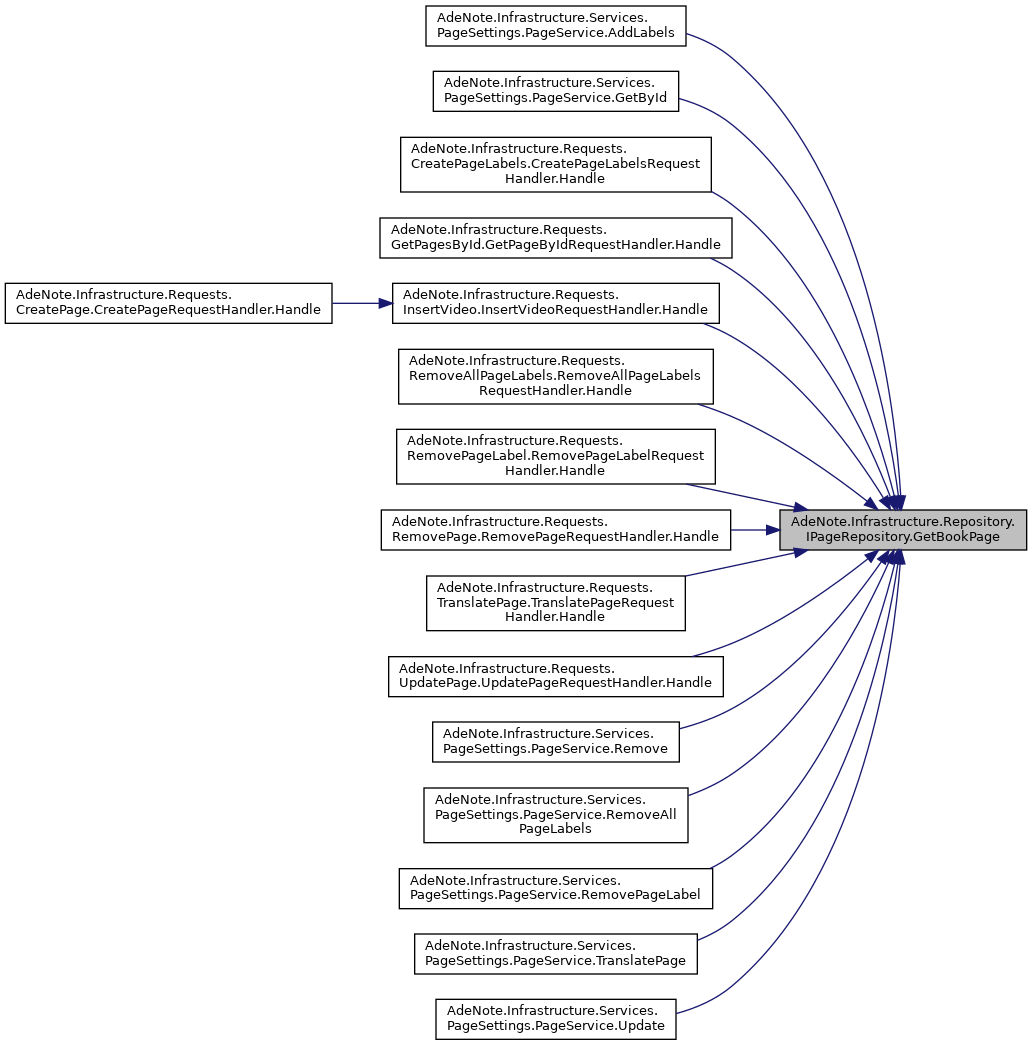 AdeNote.Infrastructure.Services.
PageSettings.PageService.AddLabels
AdeNote.Infrastructure.Services.
PageSettings.PageService.GetById
AdeNote.Infrastructure.Requests.
CreatePageLabels.CreatePageLabelsRequest
Handler.Handle
AdeNote.Infrastructure.Requests.
GetPagesById.GetPageByIdRequestHandler.Handle
AdeNote.Infrastructure.Requests.
CreatePage.CreatePageRequestHandler.Handle
AdeNote.Infrastructure.Requests.
InsertVideo.InsertVideoRequestHandler.Handle
AdeNote.Infrastructure.Requests.
RemoveAllPageLabels.RemoveAllPageLabels
RequestHandler.Handle
AdeNote.Infrastructure.Requests.
RemovePageLabel.RemovePageLabelRequest
Handler.Handle
AdeNote.Infrastructure.Requests.
RemovePage.RemovePageRequestHandler.Handle
AdeNote.Infrastructure.Repository.
IPageRepository.GetBookPage
AdeNote.Infrastructure.Requests.
TranslatePage.TranslatePageRequest
Handler.Handle
AdeNote.Infrastructure.Requests.
UpdatePage.UpdatePageRequestHandler.Handle
AdeNote.Infrastructure.Services.
PageSettings.PageService.Remove
AdeNote.Infrastructure.Services.
PageSettings.PageService.RemoveAll
PageLabels
AdeNote.Infrastructure.Services.
PageSettings.PageService.RemovePageLabel
AdeNote.Infrastructure.Services.
PageSettings.PageService.TranslatePage
AdeNote.Infrastructure.Services.
PageSettings.PageService.Update